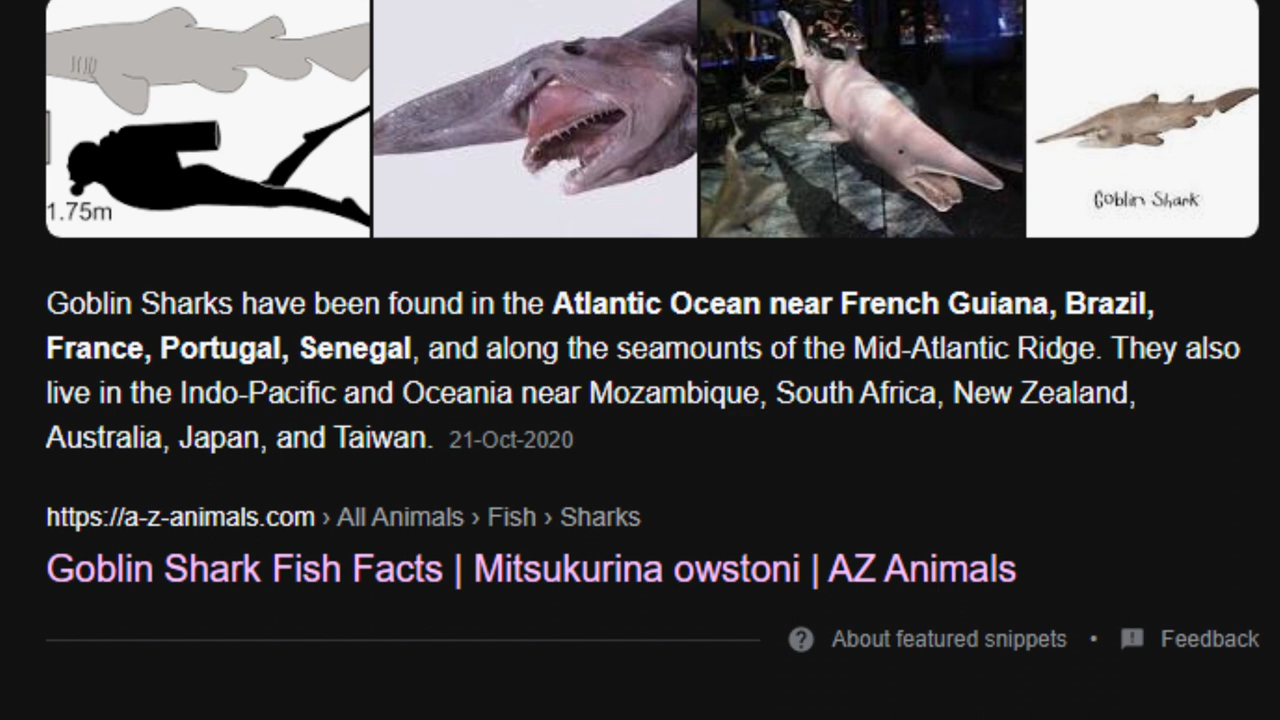 1.75m
Goblin Shark
Goblin Sharks have been found in the Atlantic Ocean near French Guiana, Brazil,
France, Portugal, Senegal, and along the seamounts of the Mid-Atlantic Ridge. They also
live in the Indo-Pacific and Oceania near Mozambique, South Africa, New Zealand,
Australia, Japan, and Taiwan. 21-Oct-2020
https://a-z-animals.com › All Animals › Fish › Sharks
Goblin Shark Fish Facts | Mitsukurina owstoni | AZ Animals
About featured snippets • Feedback